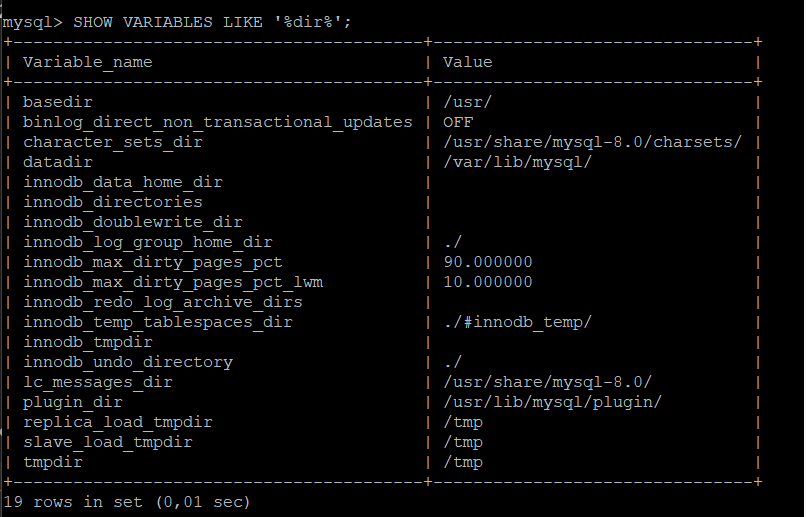 mysql> SHOW VARIABLES LIKE '%dir%';
+-----------------------------------------+--------------------------------+
| Variable_name                           | Value                          |
+-----------------------------------------+--------------------------------+
| basedir                                 | /usr/                          |
| binlog_direct_non_transactional_updates | OFF                            |
| character_sets_dir                      | /usr/share/mysql-8.0/charsets/ |
| datadir                                 | /var/lib/mysql/                |
| innodb_data_home_dir                    |                                |
| innodb_directories                      |                                |
| innodb_doublewrite_dir                  |                                |
| innodb_log_group_home_dir               | ./                             |
| innodb_max_dirty_pages_pct              | 90.000000                      |
| innodb_max_dirty_pages_pct_lwm          | 10.000000                      |
| innodb_redo_log_archive_dirs            |                                |
| innodb_temp_tablespaces_dir             | ./#innodb_temp/                |
| innodb_tmpdir                           |                                |
| innodb_undo_directory                   | ./                             |
| lc_messages_dir                         | /usr/share/mysql-8.0/          |
| plugin_dir                              | /usr/lib/mysql/plugin/         |
| replica_load_tmpdir                     | /tmp                           |
| slave_load_tmpdir                       | /tmp                           |
| tmpdir                                  | /tmp                           |
+-----------------------------------------+--------------------------------+
19 rows in set (0,01 sec)